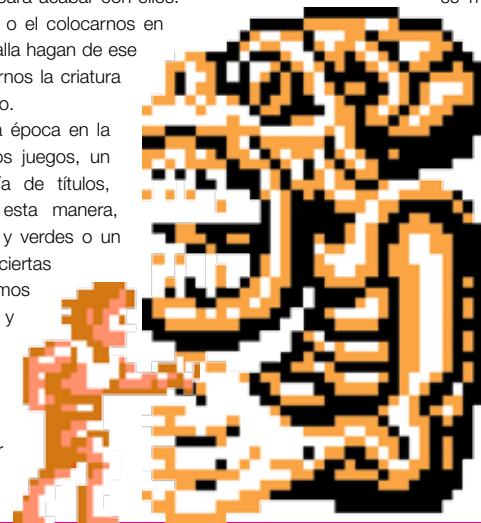 para acabar con ellos.
o el colocarnos en
alla hagan de ese
rnos la criatura
o.
a época en la
os juegos, un
ía de títulos,
esta manera,
y verdes o un
ciertas
mos
y
r